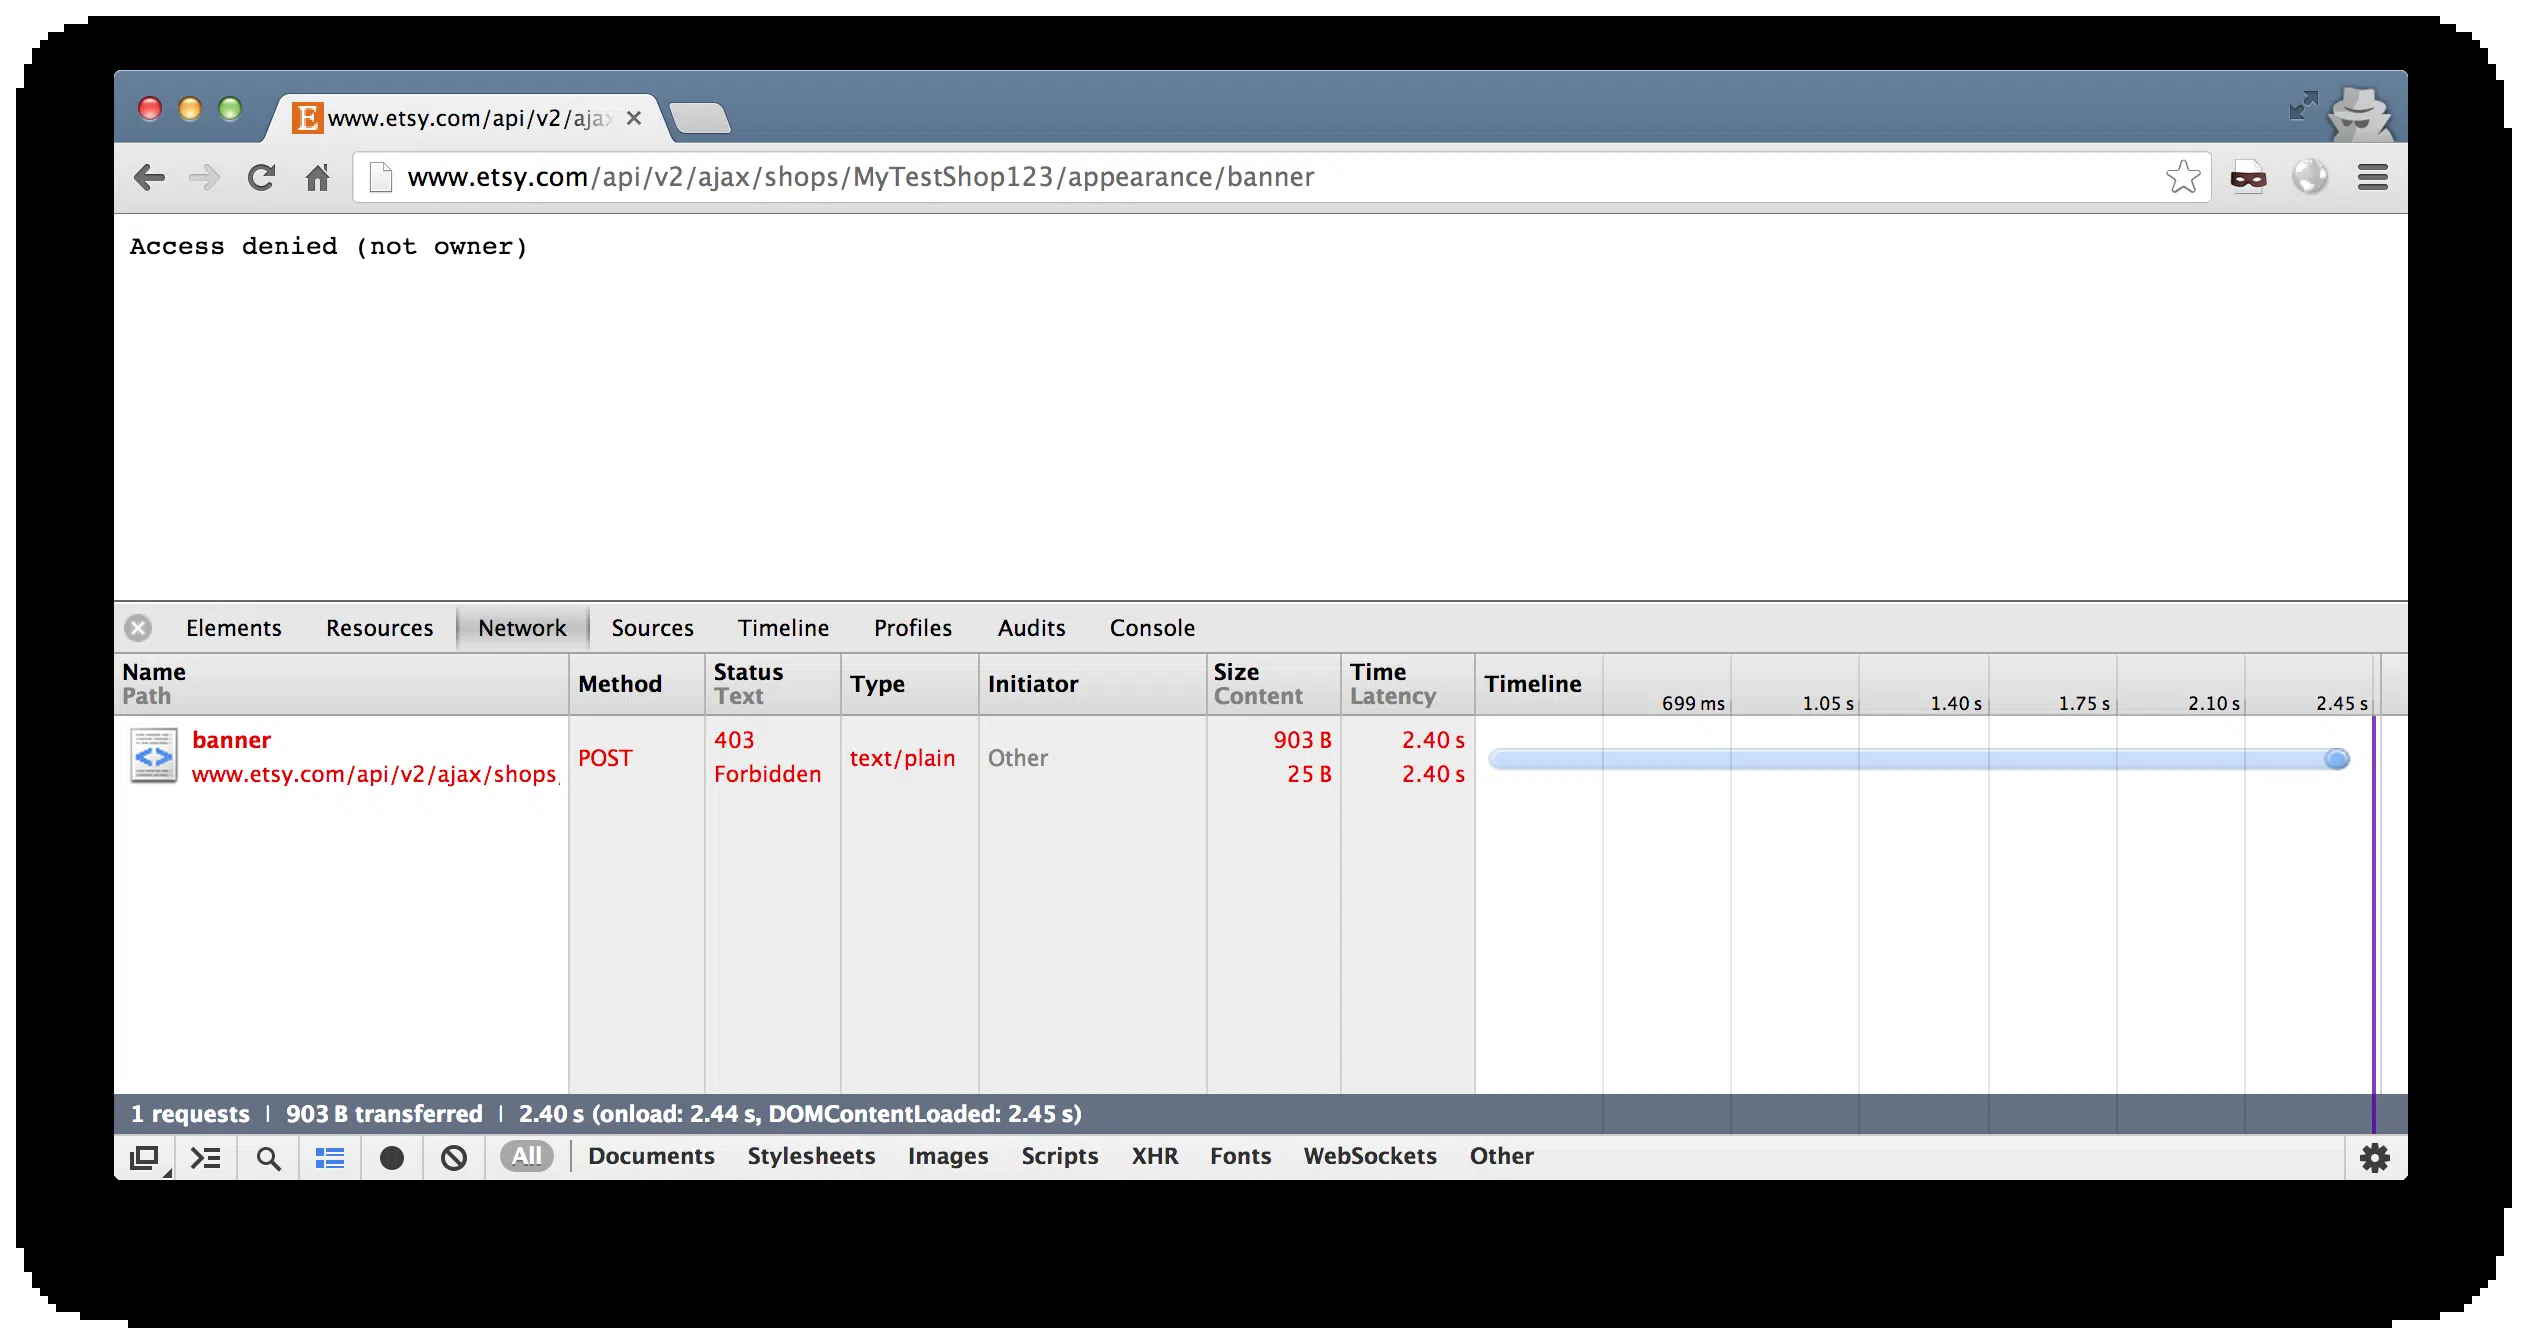 E www.etsy.com/api/v2/aja
www.etsy.com/api/v2/ajax/shops/MyTestShop123/appearance/banner
Access denied (not owner)
Elements Resources Network Sources Timeline Profiles Audits Console
Name Path Method Status Text Type Initiator Size Content Time Latency Timeline 699 ms 1.05 s 1.40 s 1.75 s 2.10 s 2.45 s
banner POST 403 text/plain Other 903 B 2.40 s
www.etsy.com/api/v2/ajax/shops Forbidden 25 B 2.40 s
1 requests | 903 B transferred | 2.40 s (onload: 2.44 s, DOMContentLoaded: 2.45 s)
All Documents Stylesheets Images Scripts XHR Fonts WebSockets Other